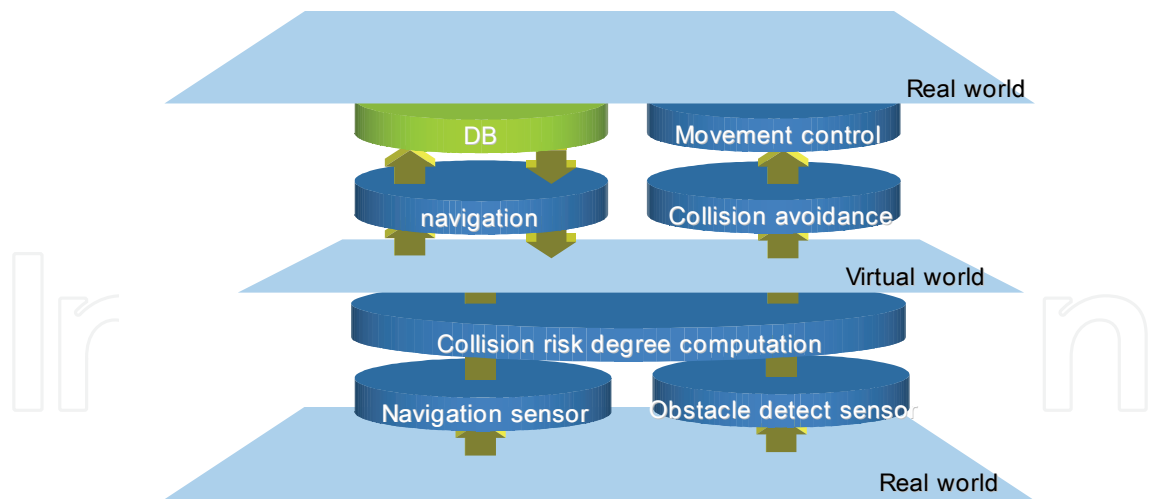 Real world
DB
Movement control
navigation
Collision avoidance
Virtual world
Collision risk degree computation
Navigation sensor
Obstacle detect sensor
Real world